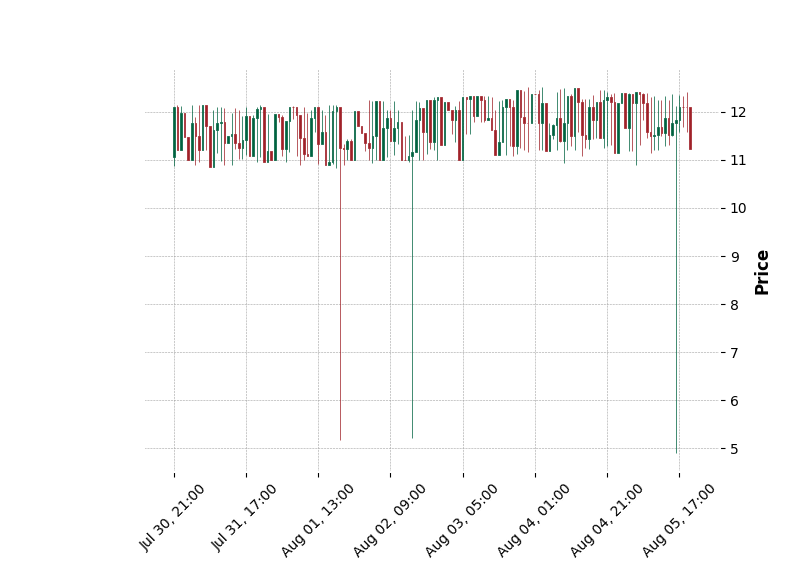 12
11
10
9
8
7
6
5
Price
Jul 30, 21:00
Jul 31, 17:00
Aug 01, 13:00
Aug 02, 09:00
Aug 03, 05:00
Aug 04, 01:00
Aug 04, 21:00
Aug 05, 17:00